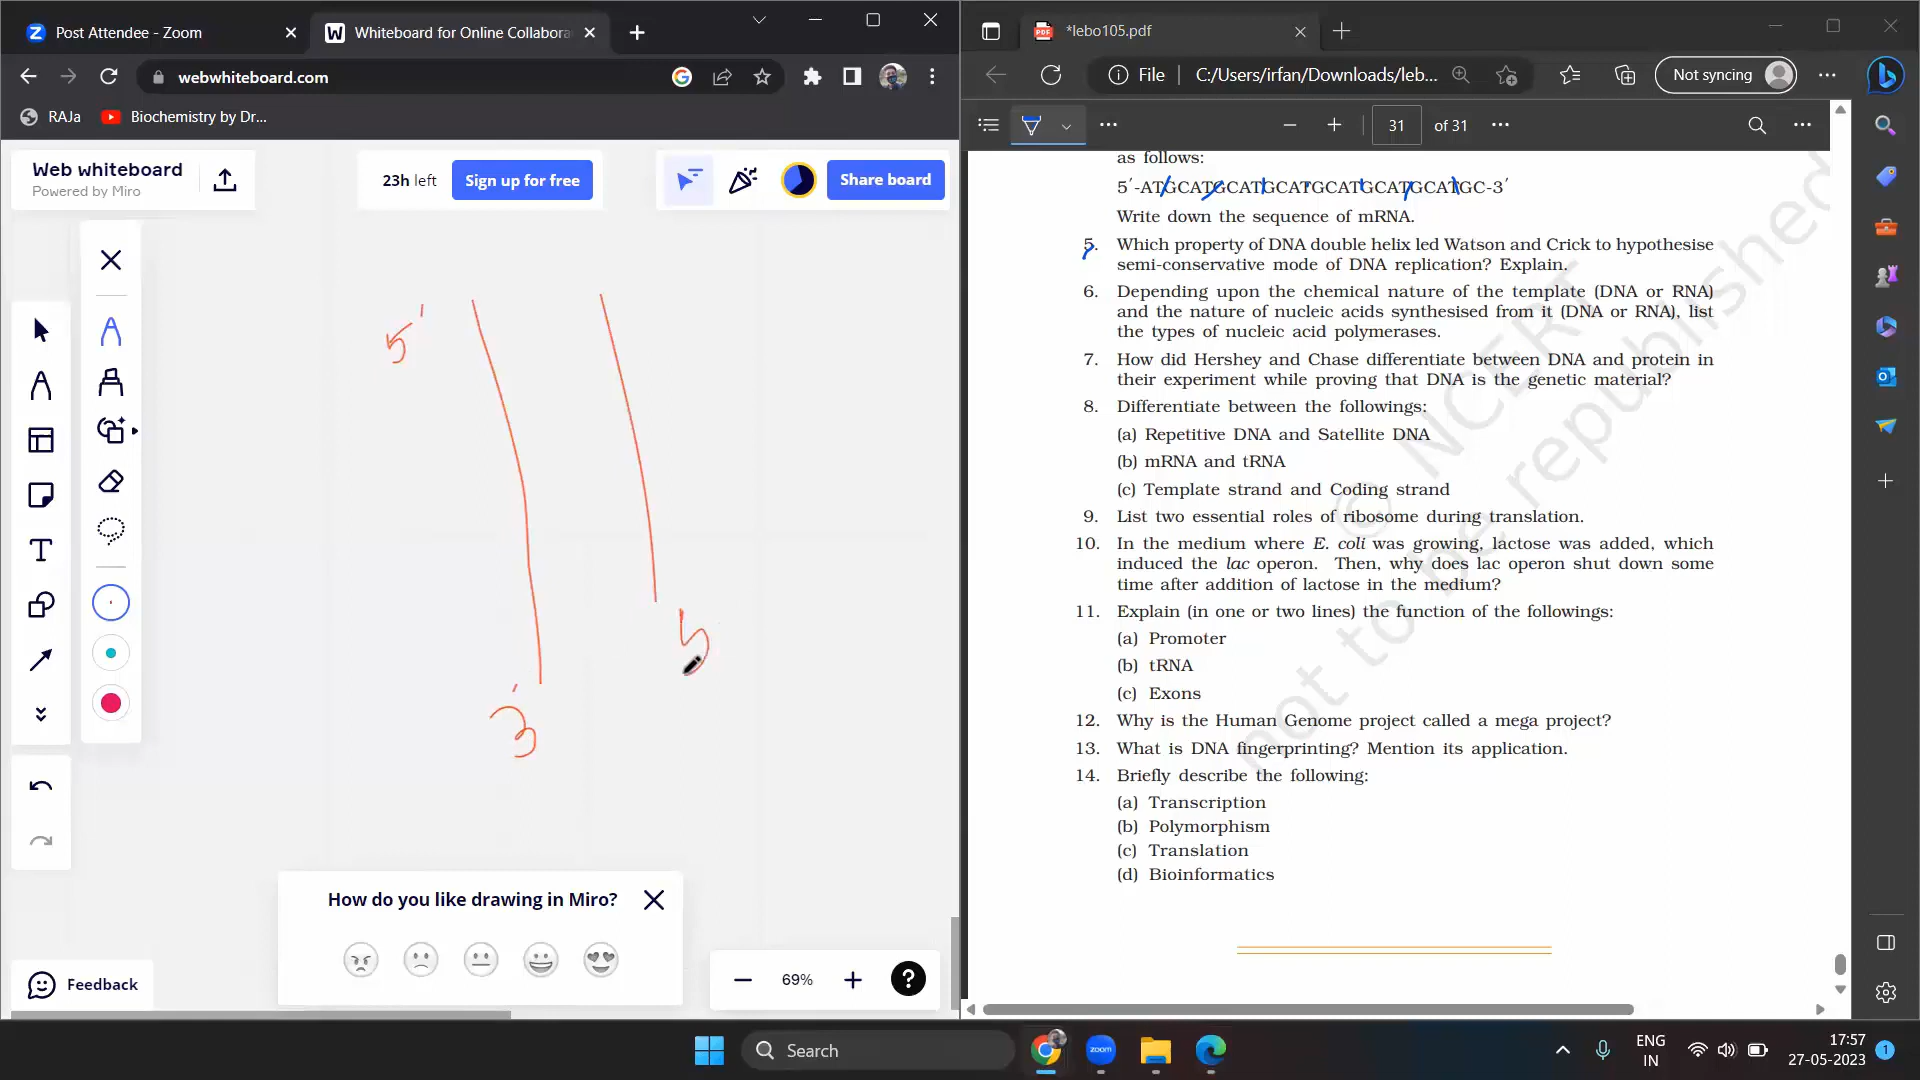 Post Attendee - Zoom
Whiteboard for Online Collabora
webwhiteboard.com
RAJa
Biochemistry by Dr...
Web whiteboard
Powered by Miro
23h left
Sign up for free
Share board
5'
3'
5
How do you like drawing in Miro?
Feedback
69%
?
*lebo105.pdf
File
C:/Users/irfan/Downloads/leb...
Not syncing
31
of 31
as follows:
5′-ATGCATGCATGCATGCATGCATGCATGC-3′
Write down the sequence of mRNA.
5. Which property of DNA double helix led Watson and Crick to hypothesise
semi-conservative mode of DNA replication? Explain.
6. Depending upon the chemical nature of the template (DNA or RNA)
and the nature of nucleic acids synthesised from it (DNA or RNA), list
the types of nucleic acid polymerases.
7. How did Hershey and Chase differentiate between DNA and protein in
their experiment while proving that DNA is the genetic material?
8. Differentiate between the followings:
(a) Repetitive DNA and Satellite DNA
(b) mRNA and tRNA
(c) Template strand and Coding strand
9. List two essential roles of ribosome during translation.
10. In the medium where E. coli was growing, lactose was added, which
induced the lac operon. Then, why does lac operon shut down some
time after addition of lactose in the medium?
11. Explain (in one or two lines) the function of the followings:
(a) Promoter
(b) tRNA
(c) Exons
12. Why is the Human Genome project called a mega project?
13. What is DNA fingerprinting? Mention its application.
14. Briefly describe the following:
(a) Transcription
(b) Polymorphism
(c) Translation
(d) Bioinformatics
© NCERT
not to be republished
Search
zoom
ENG
IN
17:57
27-05-2023
1